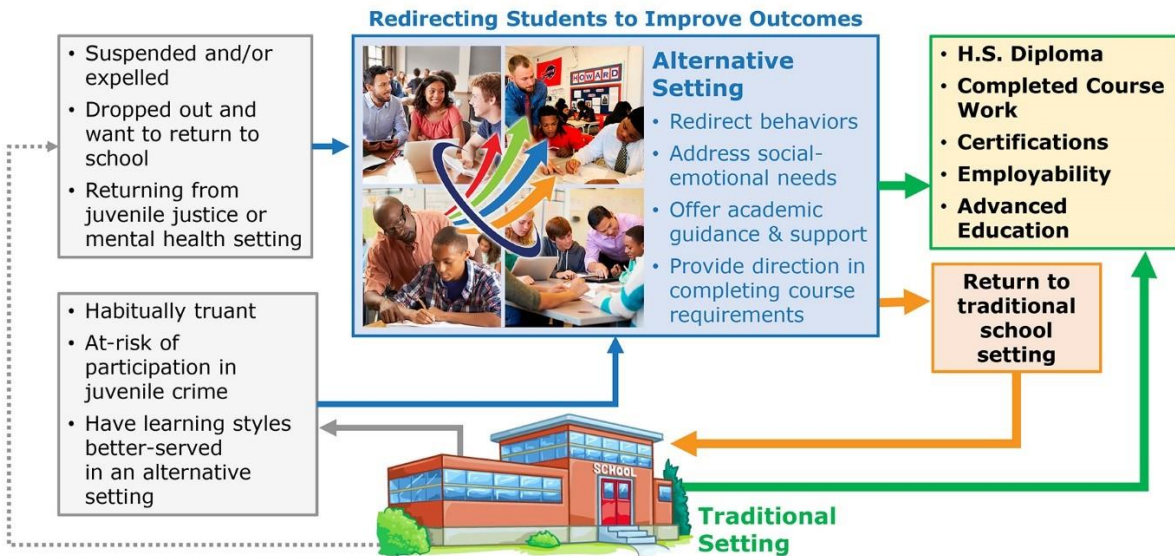 Redirecting Students to Improve Outcomes
• Suspended and/or
expelled
• Dropped out and
want to return to
school
• Returning from
juvenile justice or
mental health setting
• Habitually truant
• At-risk of
participation in
juvenile crime
• Have learning styles
better-served
in an alternative
setting
HOWARD
Alternative
Setting
• Redirect behaviors
• Address social-
emotional needs
• Offer academic
guidance & support
• Provide direction in
completing course
requirements
• H.S. Diploma
• Completed Course
Work
• Certifications
• Employability
• Advanced
Education
Return to
traditional
school
setting
SCHOOL
Traditional
Setting